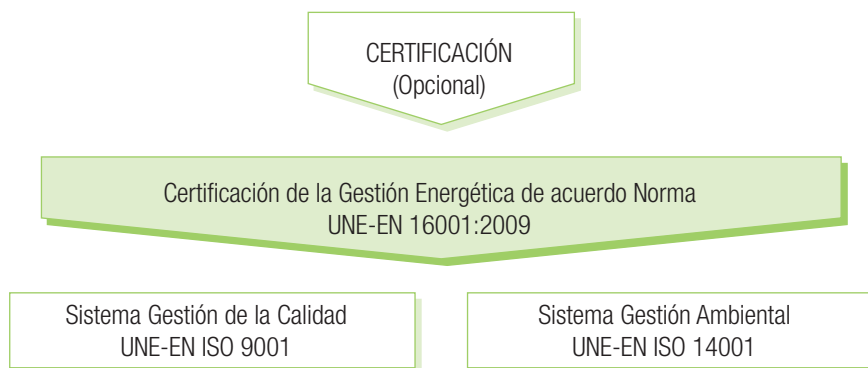 CERTIFICACIÓN
(Opcional)
Certificación de la Gestión Energética de acuerdo Norma
UNE-EN 16001:2009
Sistema Gestión de la Calidad
UNE-EN ISO 9001
Sistema Gestión Ambiental
UNE-EN ISO 14001